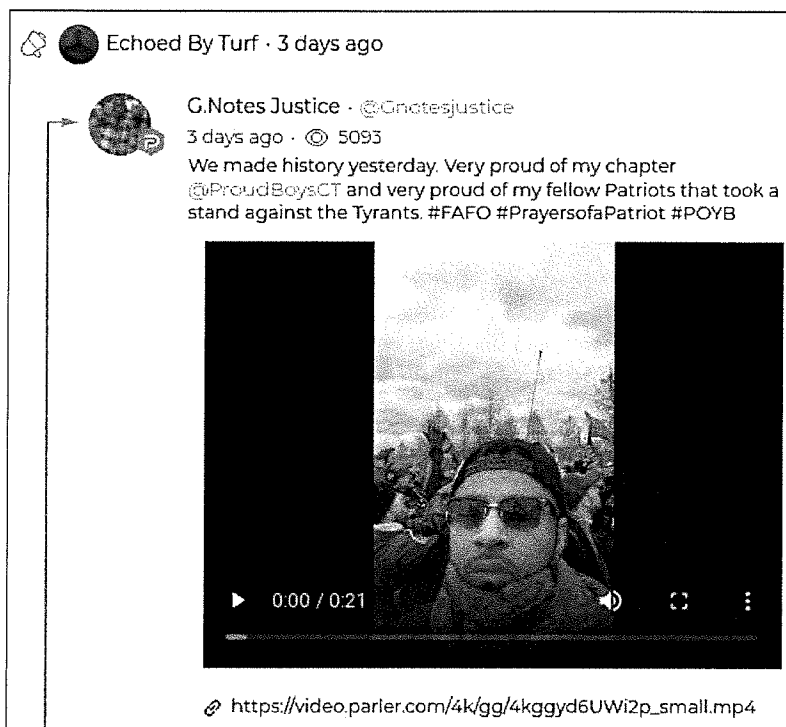 Echoed By Turf · 3 days ago
G.Notes Justice · @Gnotesjustice
3 days ago · 5093
We made history yesterday. Very proud of my chapter
@ProudBoysCT and very proud of my fellow Patriots that took a
stand against the Tyrants. #FAFO #PrayersofaPatriot #POYB
0:00 / 0:21
https://video.parler.com/4k/gg/4kggyd6UWi2p_small.mp4